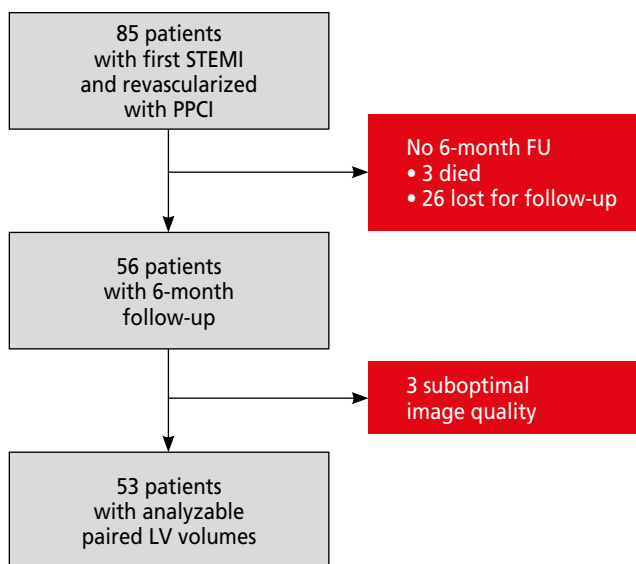 85 patients
with first STEMI
and revascularized
with PPCI
No 6-month FU
• 3 died
• 26 lost for follow-up
56 patients
with 6-month
follow-up
3 suboptimal
image quality
53 patients
with analyzable
paired LV volumes